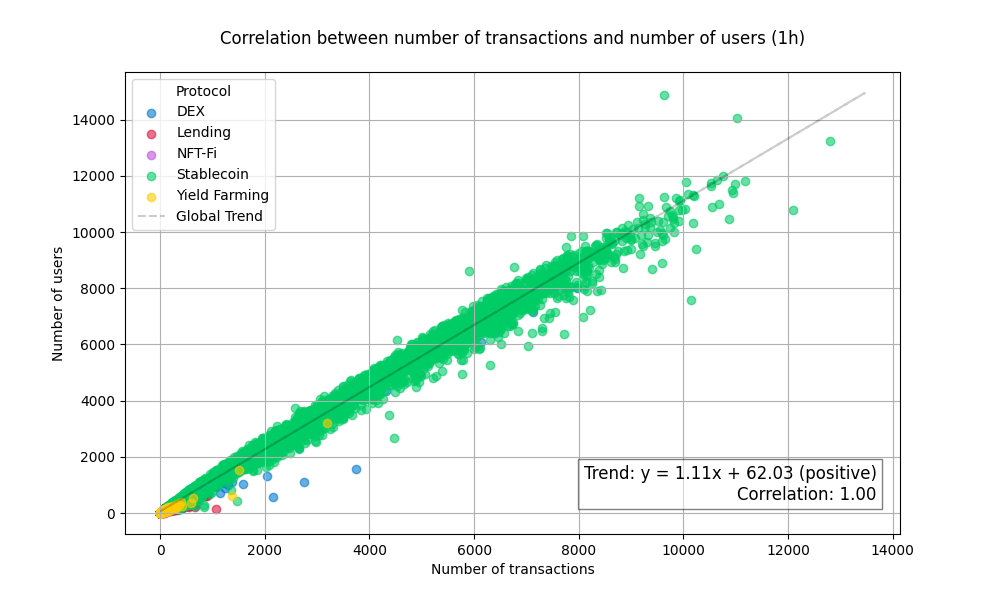 Correlation between number of transactions and number of users (1h)
Protocol
DEX
Lending
NFT-Fi
Stablecoin
Yield Farming
Global Trend
14000
12000
10000
8000
6000
4000
2000
0
Number of users
Trend: y = 1.11x + 62.03 (positive)
Correlation: 1.00
0 2000 4000 6000 8000 10000 12000 14000
Number of transactions